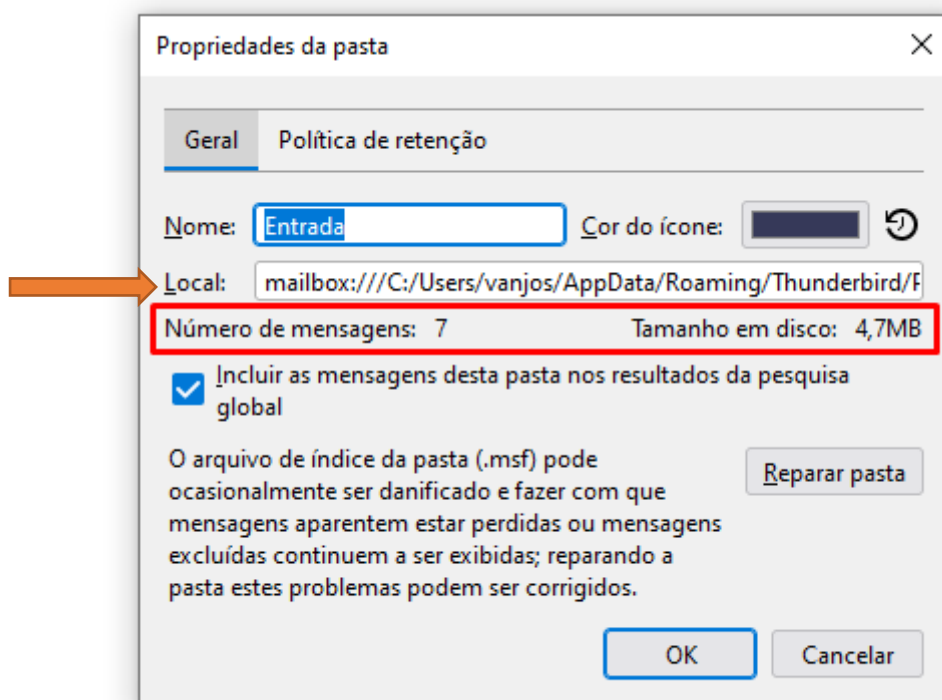 Propriedades da pasta
Geral Política de retenção
Nome: Entrada Cor do ícone:
Local: mailbox:///C:/Users/vanjos/AppData/Roaming/Thunderbird/
Número de mensagens: 7 Tamanho em disco: 4,7MB
Incluir as mensagens desta pasta nos resultados da pesquisa
global
O arquivo de índice da pasta (.msf) pode
ocasionalmente ser danificado e fazer com que
mensagens aparentem estar perdidas ou mensagens
excluídas continuem a ser exibidas; reparando a
pasta estes problemas podem ser corrigidos.
Reparar pasta
OK Cancelar